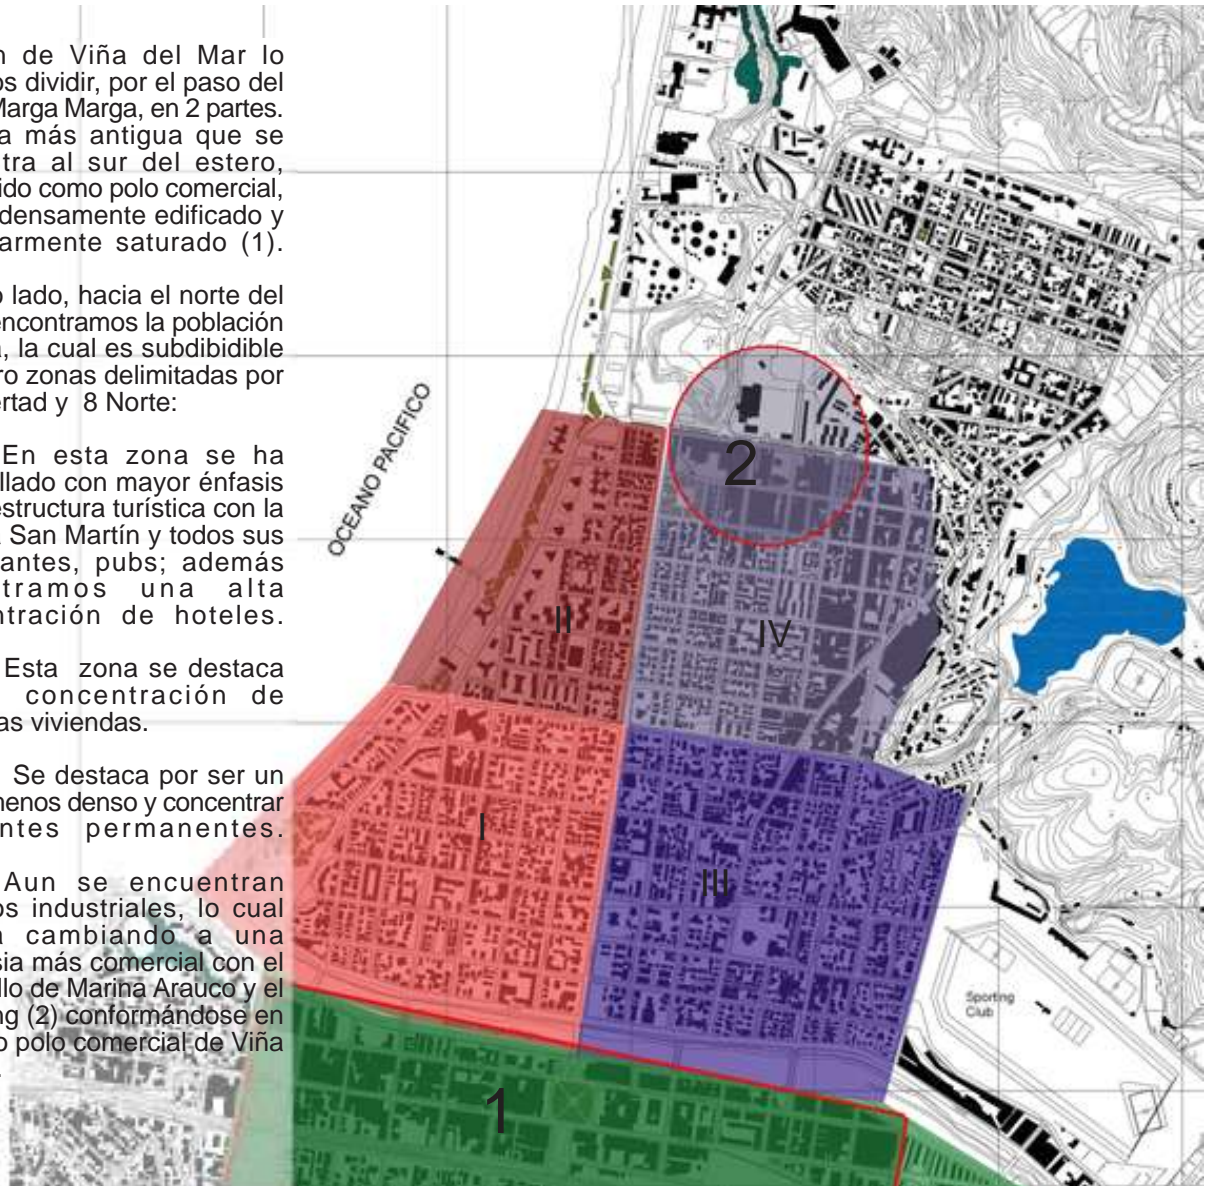 n de Viña del Mar lo
os dividir, por el paso del
Marga Marga, en 2 partes.
a más antigua que se
tra al sur del estero,
ido como polo comercial,
densamente edificado y
armente saturado (1).
o lado, hacia el norte del
encontramos la población
a, la cual es subdibidible
ro zonas delimitadas por
ertad y 8 Norte:
En esta zona se ha
llado con mayor énfasis
estructura turística con la
a San Martín y todos sus
antes, pubs; además
tramos una alta
ntración de hoteles.
Esta zona se destaca
concentración de
as viviendas.
Se destaca por ser un
menos denso y concentrar
ntes permanentes.
Aun se encuentran
os industriales, lo cual
a cambiando a una
sia más comercial con el
llo de Marina Arauco y el
ng (2) conformándose en
o polo comercial de Viña
.
OCEANO PACIFICO
2
II
IV
I
III
Sporting
Club
1